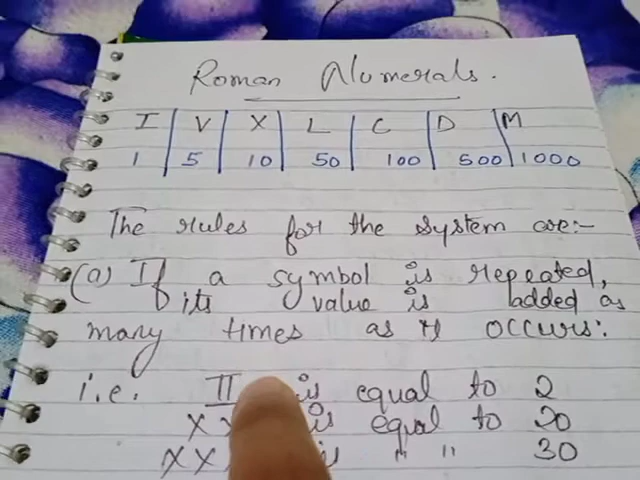 Roman Numerals.
I V X L C D M
1 5 10 50 100 500 1000
The rules for the system are:-
(a) If a symbol is repeated,
its value is added as
many times as it occurs:
i.e. II is equal to 2
is equal to 20
XX is " " 30